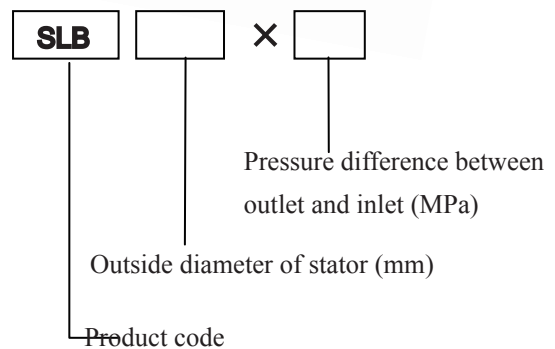 SLB ×
Pressure difference between
outlet and inlet (MPa)
Outside diameter of stator (mm)
Product code